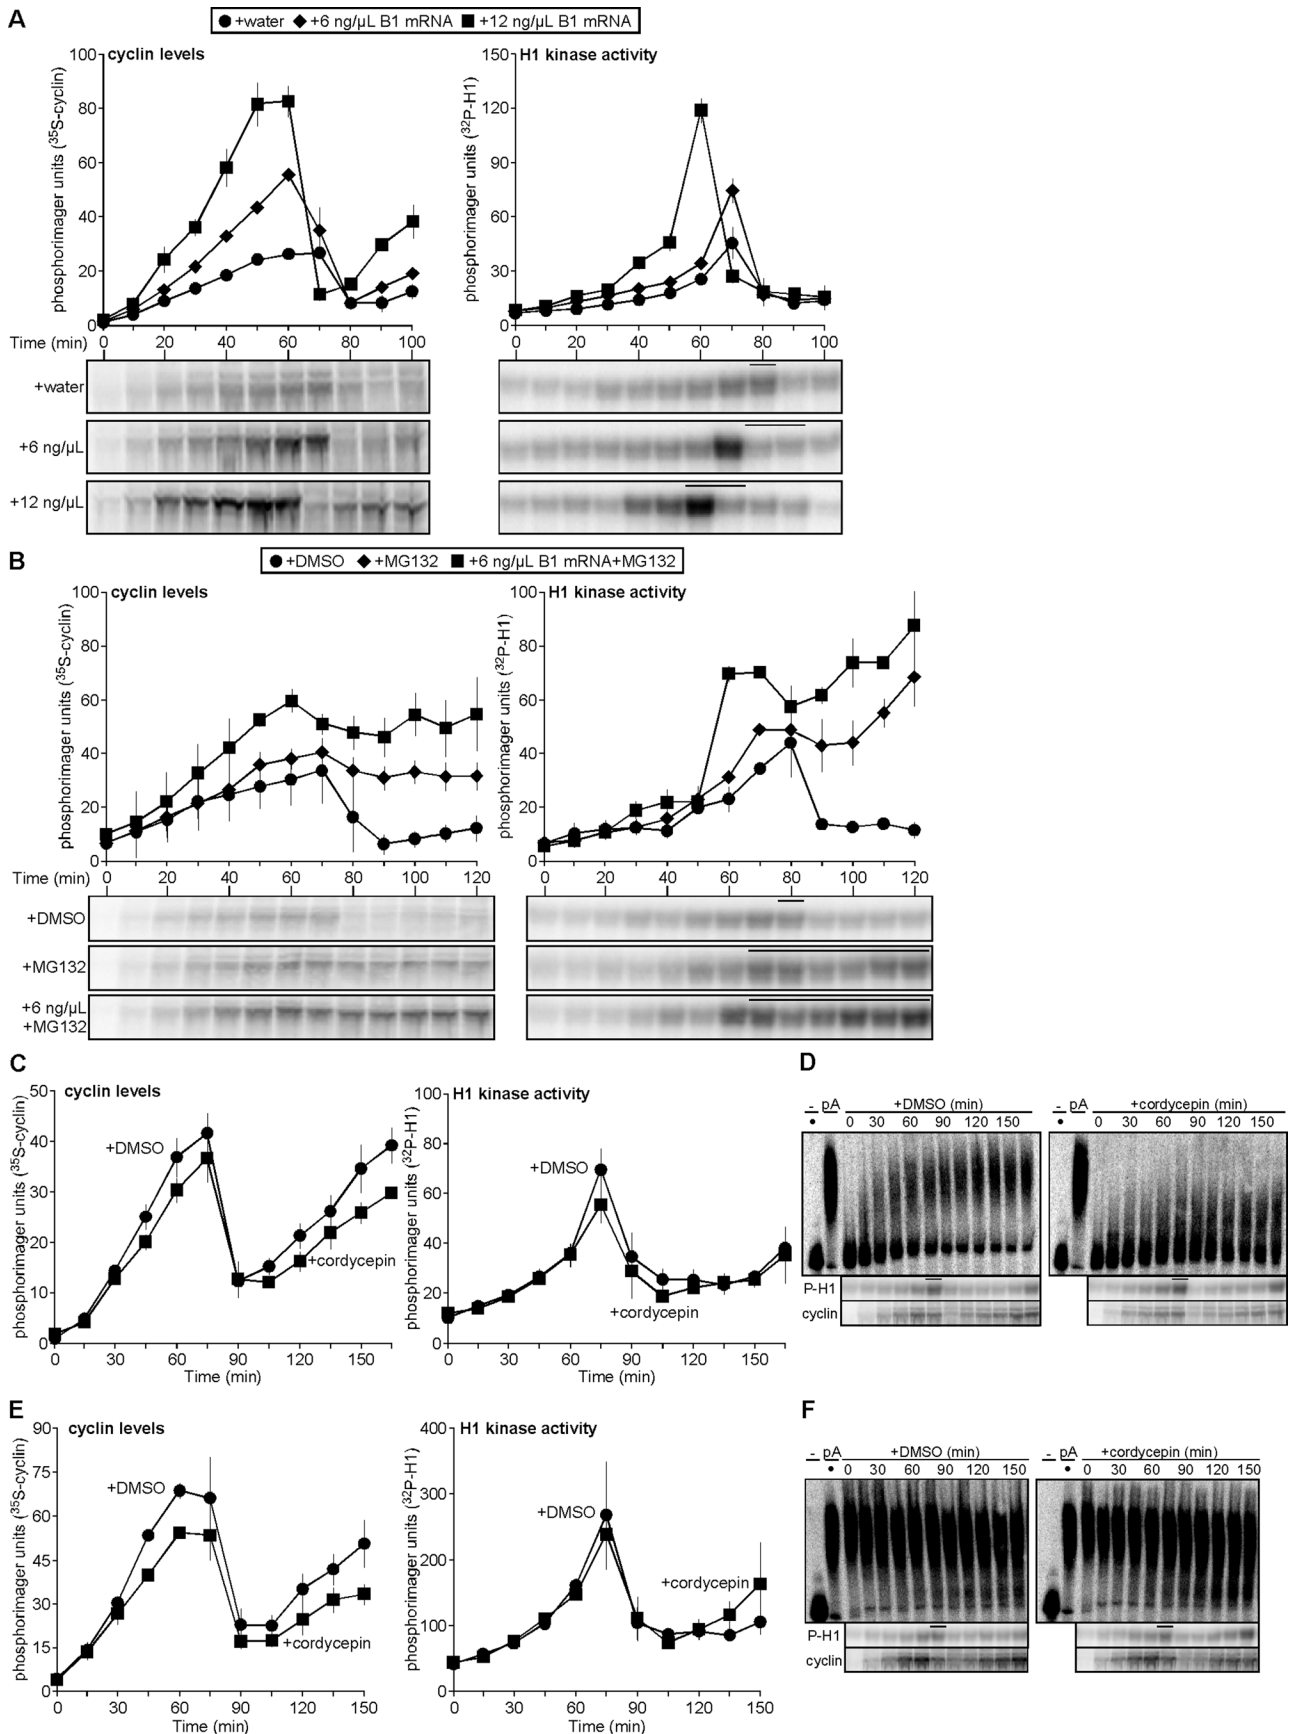 A
+water +6 ng/µL B1 mRNA +12 ng/µL B1 mRNA
cyclin levels
phosphorimager units (35S-cyclin)
100
80
60
40
20
0
Time (min) 0 20 40 60 80 100
H1 kinase activity
phosphorimager units (32P-H1)
150
120
90
60
30
0
0 20 40 60 80 100
+water
+6 ng/µL
+12 ng/µL
B
+DMSO +MG132 +6 ng/µL B1 mRNA+MG132
cyclin levels
phosphorimager units (35S-cyclin)
100
80
60
40
20
0
Time (min) 0 20 40 60 80 100 120
H1 kinase activity
phosphorimager units (32P-H1)
100
80
60
40
20
0
0 20 40 60 80 100 120
+DMSO
+MG132
+6 ng/µL
+MG132
C
cyclin levels
phosphorimager units (35S-cyclin)
50
40
30
20
10
0
+DMSO
+cordycepin
0 30 60 90 120 150
Time (min)
H1 kinase activity
phosphorimager units (32P-H1)
100
80
60
40
20
0
+DMSO
+cordycepin
0 30 60 90 120 150
Time (min)
D
- pA +DMSO (min)
0 30 60 90 120 150
- pA +cordycepin (min)
0 30 60 90 120 150
P-H1
cyclin
E
cyclin levels
phosphorimager units (35S-cyclin)
90
75
60
45
30
15
0
+DMSO
+cordycepin
0 30 60 90 120 150
Time (min)
H1 kinase activity
phosphorimager units (32P-H1)
400
300
200
100
0
+DMSO
+cordycepin
0 30 60 90 120 150
Time (min)
F
- pA +DMSO (min)
0 30 60 90 120 150
- pA +cordycepin (min)
0 30 60 90 120 150
P-H1
cyclin